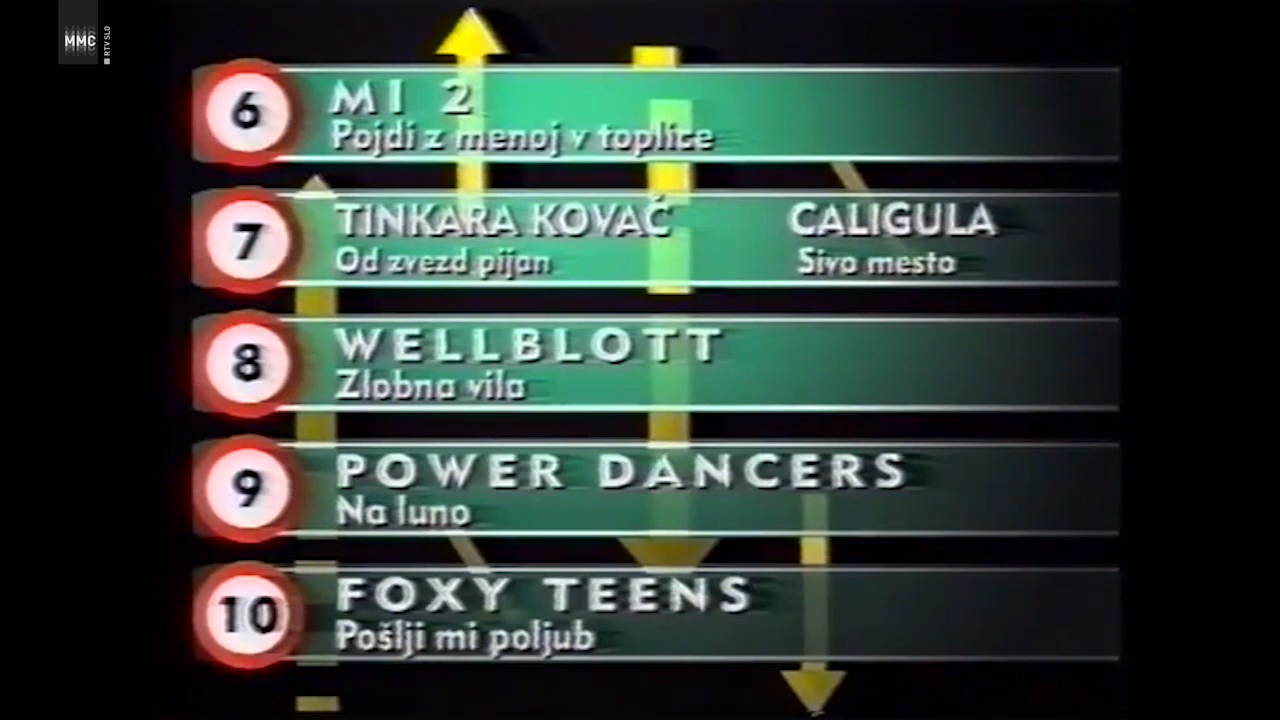 MMC
RTV SLO
6
MI 2
Pojdi z menoj v toplice
7
TINKARA KOVAČ
Od zvezd pijan
CALIGULA
Sivo mesto
8
WELLBLOTT
Zlobna vila
9
POWER DANCERS
Na luno
10
FOXY TEENS
Pošlji mi poljub